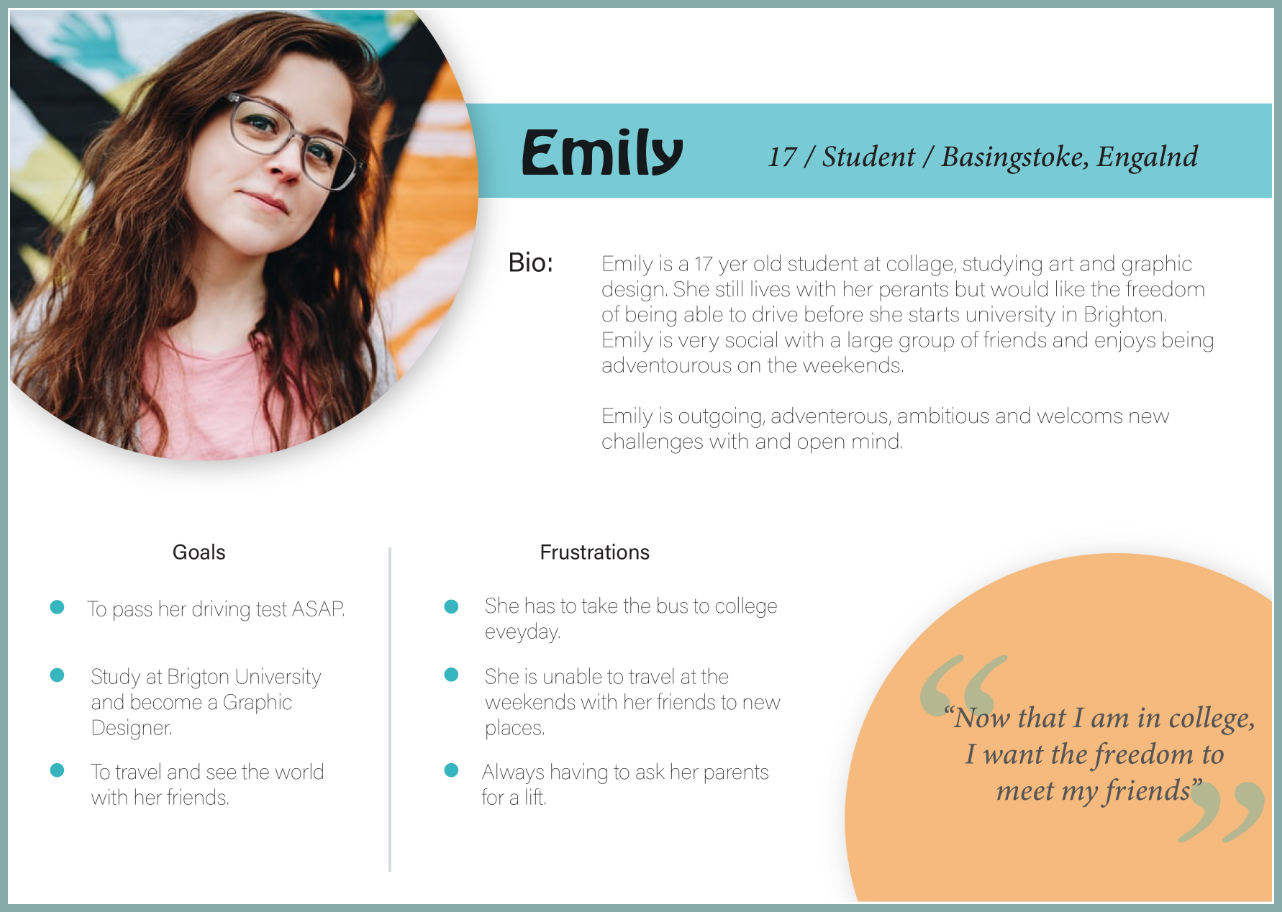 Emily
17 / Student / Basingstoke, Engalnd
Bio:
Emily is a 17 yer old student at collage, studying art and graphic
design. She still lives with her perants but would like the freedom
of being able to drive before she starts university in Brighton.
Emily is very social with a large group of friends and enjoys being
adventourous on the weekends.
Emily is outgoing, adventerous, ambitious and welcoms new
challenges with and open mind.
Goals
To pass her driving test ASAP.
Study at Brigton University
and become a Graphic
Designer.
To travel and see the world
with her friends.
Frustrations
She has to take the bus to college
eveyday.
She is unable to travel at the
weekends with her friends to new
places.
Always having to ask her parents
for a lift.
“Now that I am in college,
I want the freedom to
meet my friends”